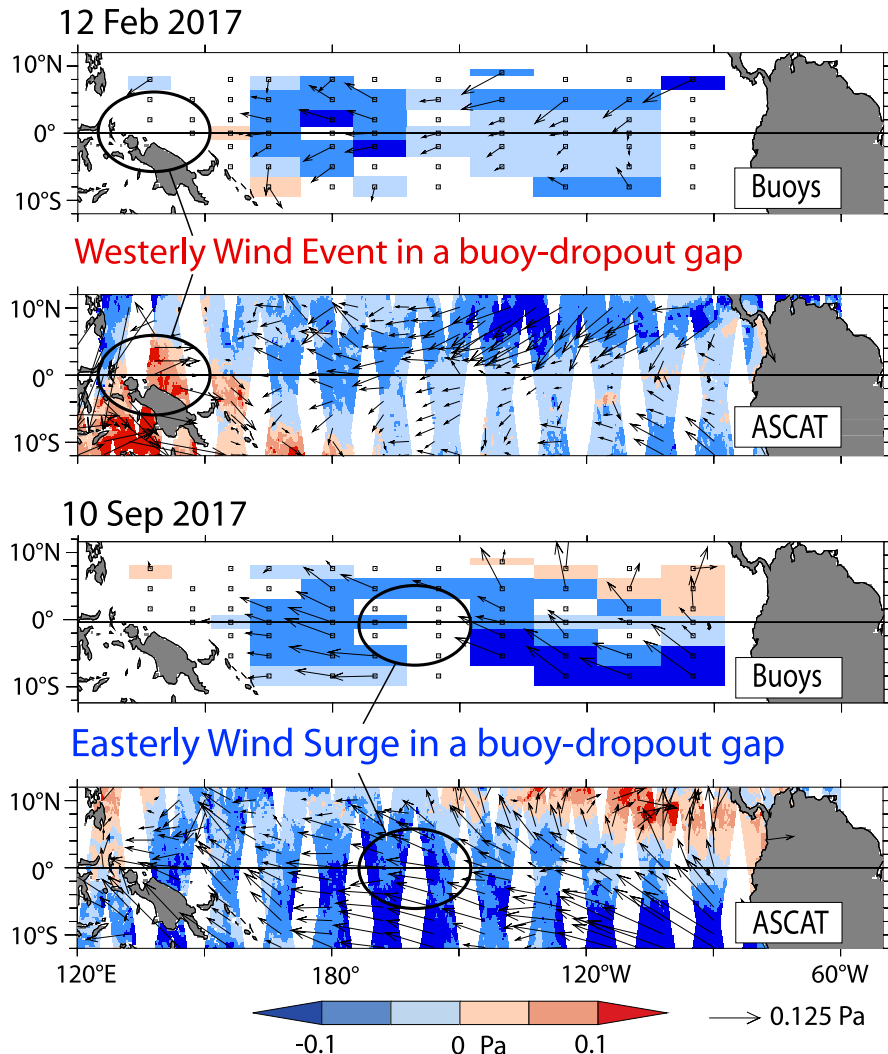 12 Feb 2017
10°N
0°
10°S
Buoys
Westerly Wind Event in a buoy-dropout gap
10°N
0°
10°S
ASCAT
10 Sep 2017
10°N
0°
10°S
Buoys
Easterly Wind Surge in a buoy-dropout gap
10°N
0°
10°S
ASCAT
120°E 180° 120°W 60°W
-0.1 0 Pa 0.1
0.125 Pa